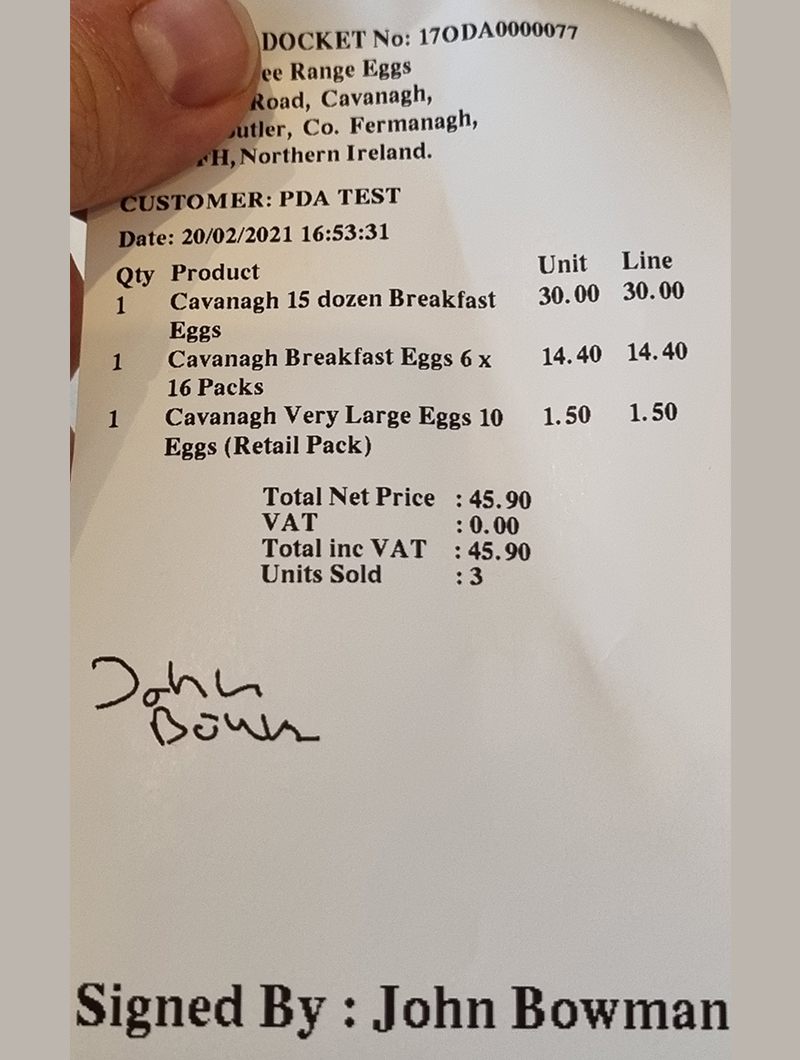 DOCKET No: 17ODA0000077
Range Eggs
Road, Cavanagh,
Co. Fermanagh,
Northern Ireland.
CUSTOMER: PDA TEST
Date: 20/02/2021 16:53:31
Qty Product Unit Line
1 Cavanagh 15 dozen Breakfast 30.00 30.00
Eggs
1 Cavanagh Breakfast Eggs 6 x 14.40 14.40
16 Packs
1 Cavanagh Very Large Eggs 10 1.50 1.50
Eggs (Retail Pack)
Total Net Price : 45.90
VAT : 0.00
Total inc VAT : 45.90
Units Sold : 3
John
Signed By : John Bowman